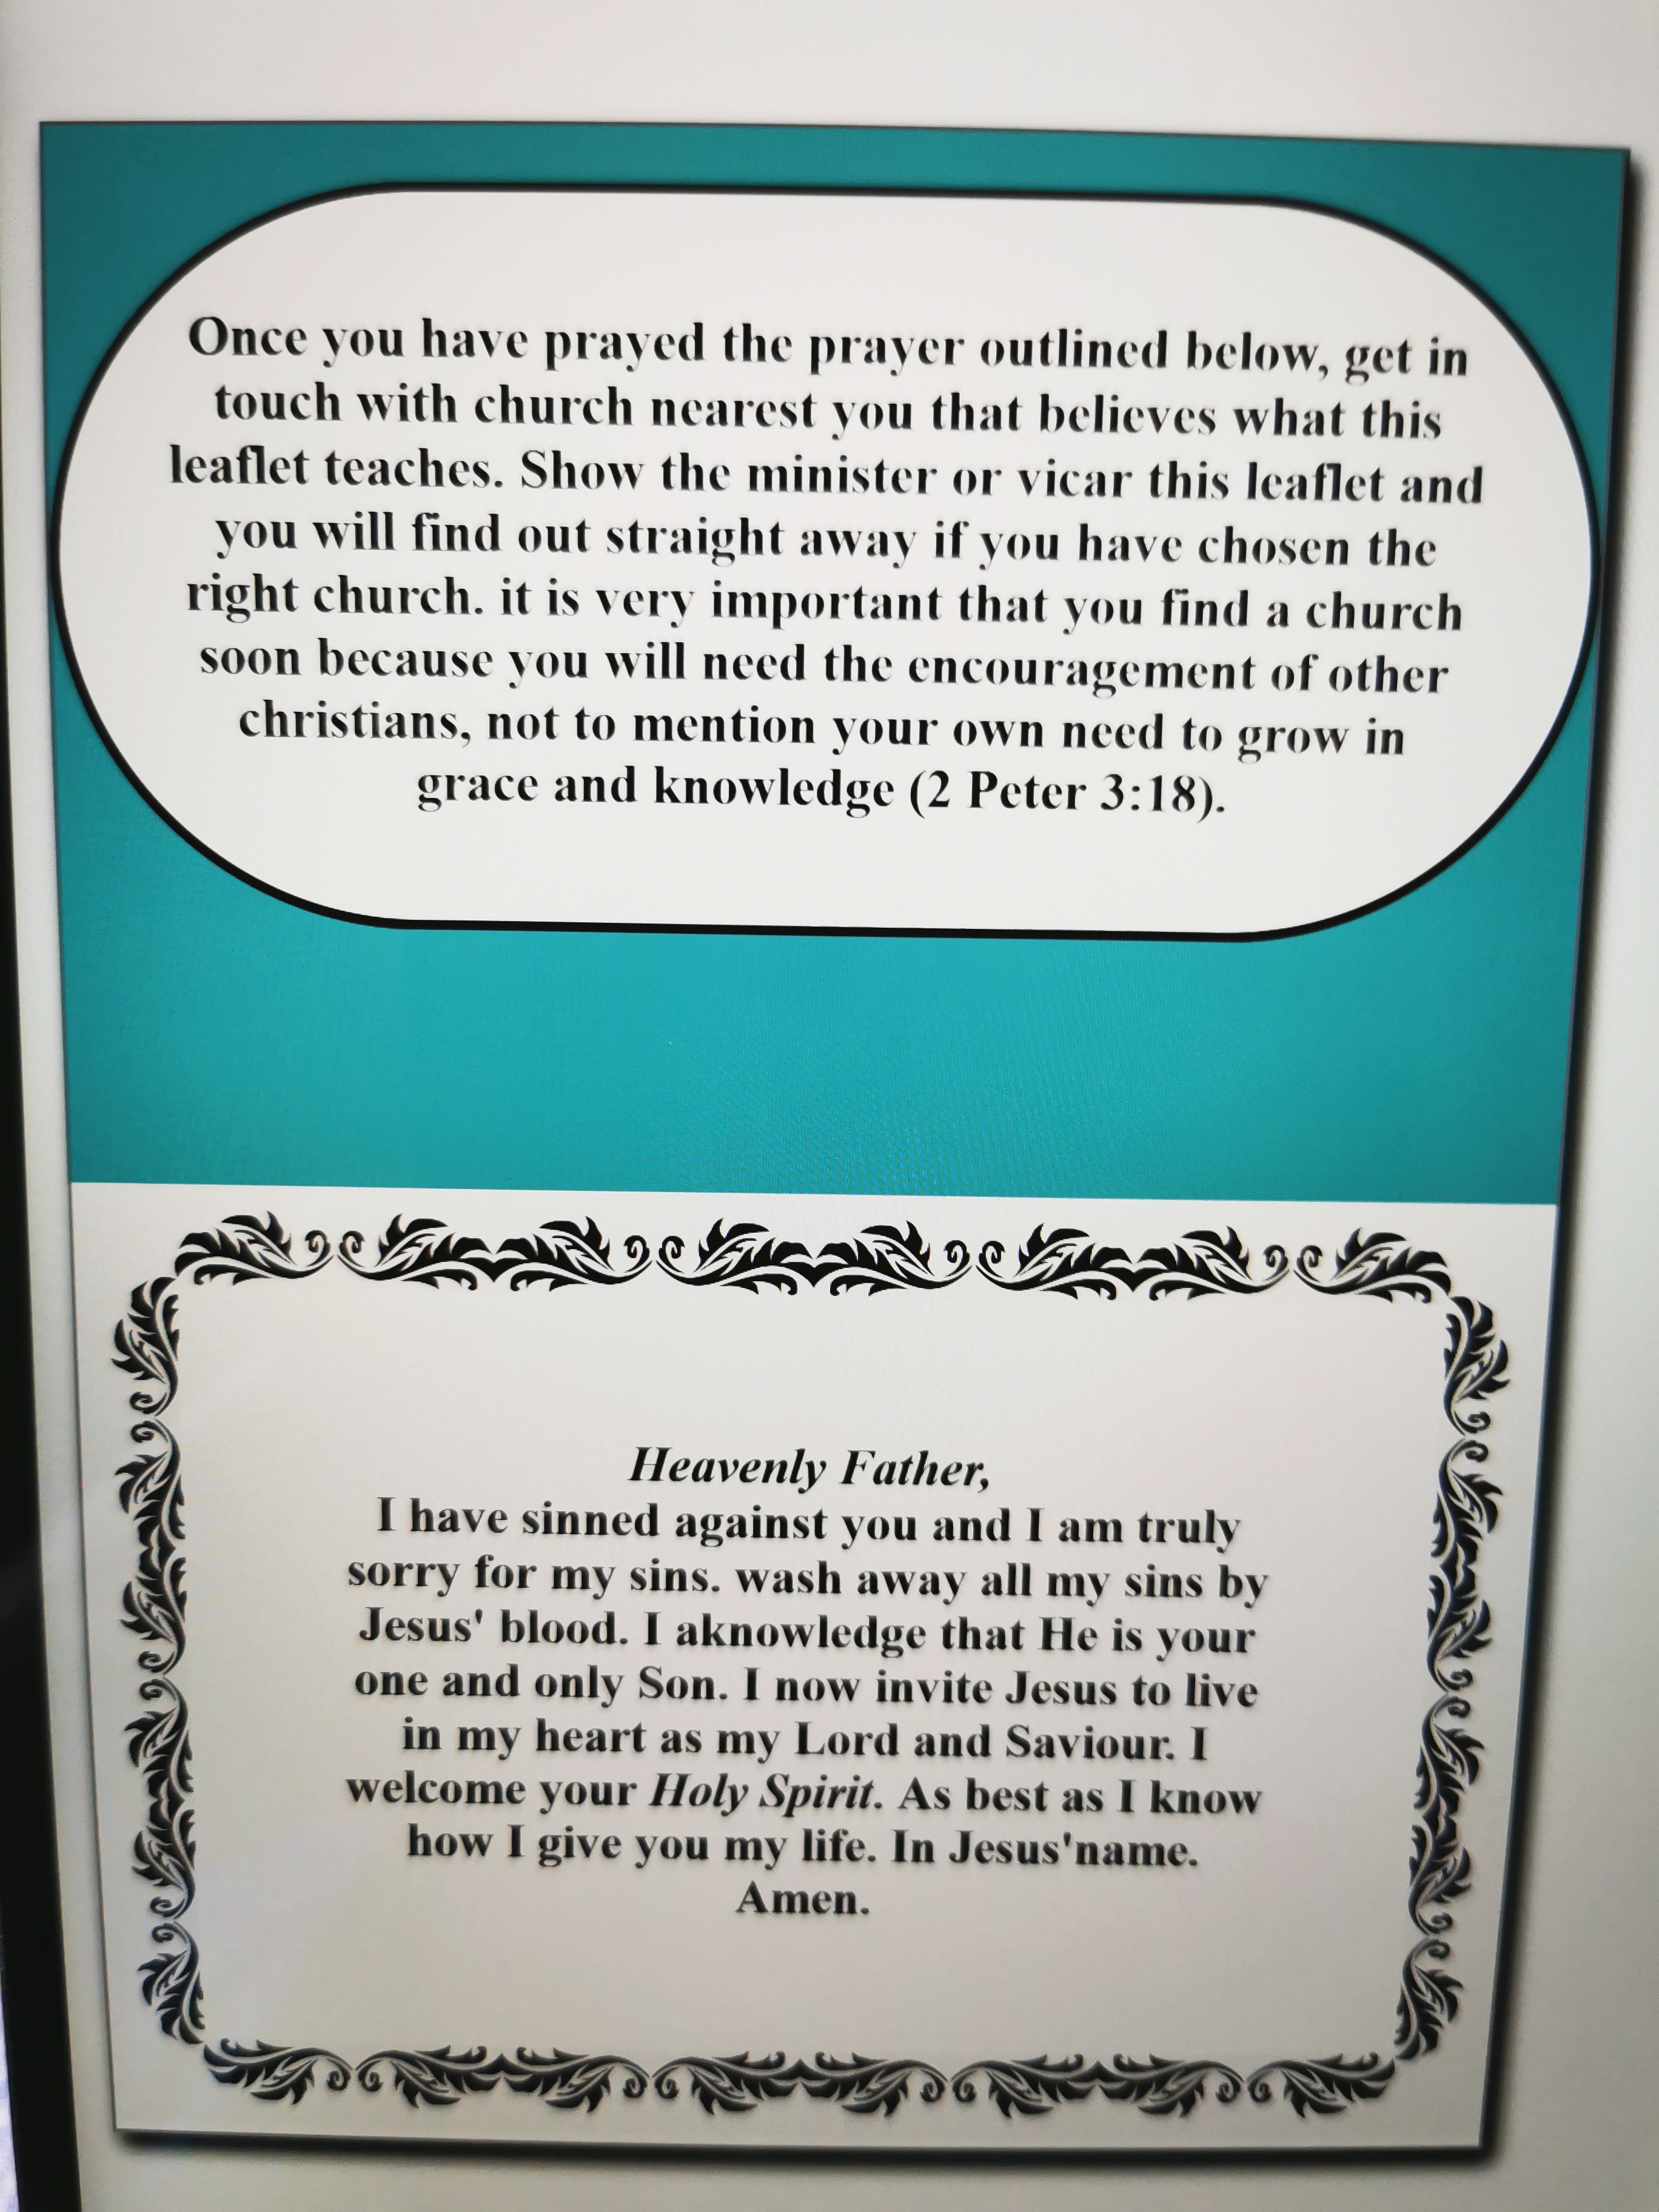 Once you have prayed the prayer outlined below, get in
touch with church nearest you that believes what this
leaflet teaches. Show the minister or vicar this leaflet and
you will find out straight away if you have chosen the
right church. it is very important that you find a church
soon because you will need the encouragement of other
christians, not to mention your own need to grow in
grace and knowledge (2 Peter 3:18).
Heavenly Father,
I have sinned against you and I am truly
sorry for my sins. wash away all my sins by
Jesus' blood. I aknowledge that He is your
one and only Son. I now invite Jesus to live
in my heart as my Lord and Saviour. I
welcome your Holy Spirit. As best as I know
how I give you my life. In Jesus'name.
Amen.